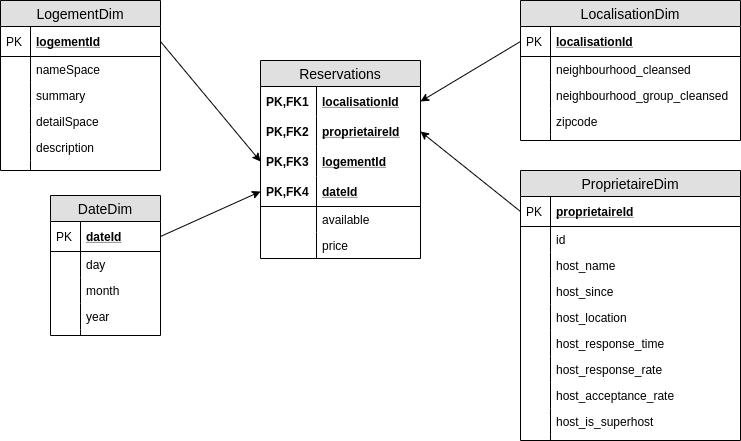 LogementDim
PK logementId
nameSpace
summary
detailSpace
description
DateDim
PK dateId
day
month
year
Reservations
PK,FK1 localisationId
PK,FK2 proprietaireId
PK,FK3 logementId
PK,FK4 dateId
available
price
LocalisationDim
PK localisationId
neighbourhood_cleansed
neighbourhood_group_cleansed
zipcode
ProprietaireDim
PK proprietaireId
id
host_name
host_since
host_location
host_response_time
host_response_rate
host_acceptance_rate
host_is_superhost